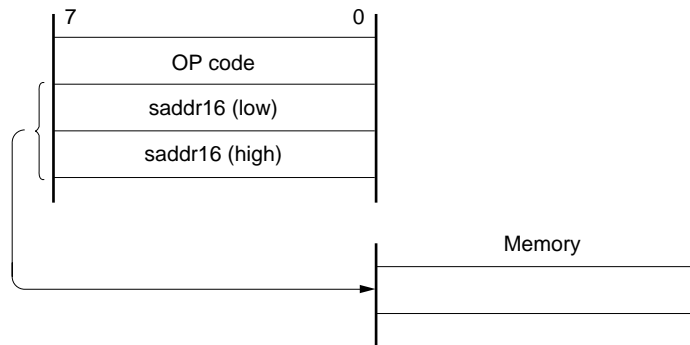 7 0
OP code
saddr16 (low)
saddr16 (high)
Memory